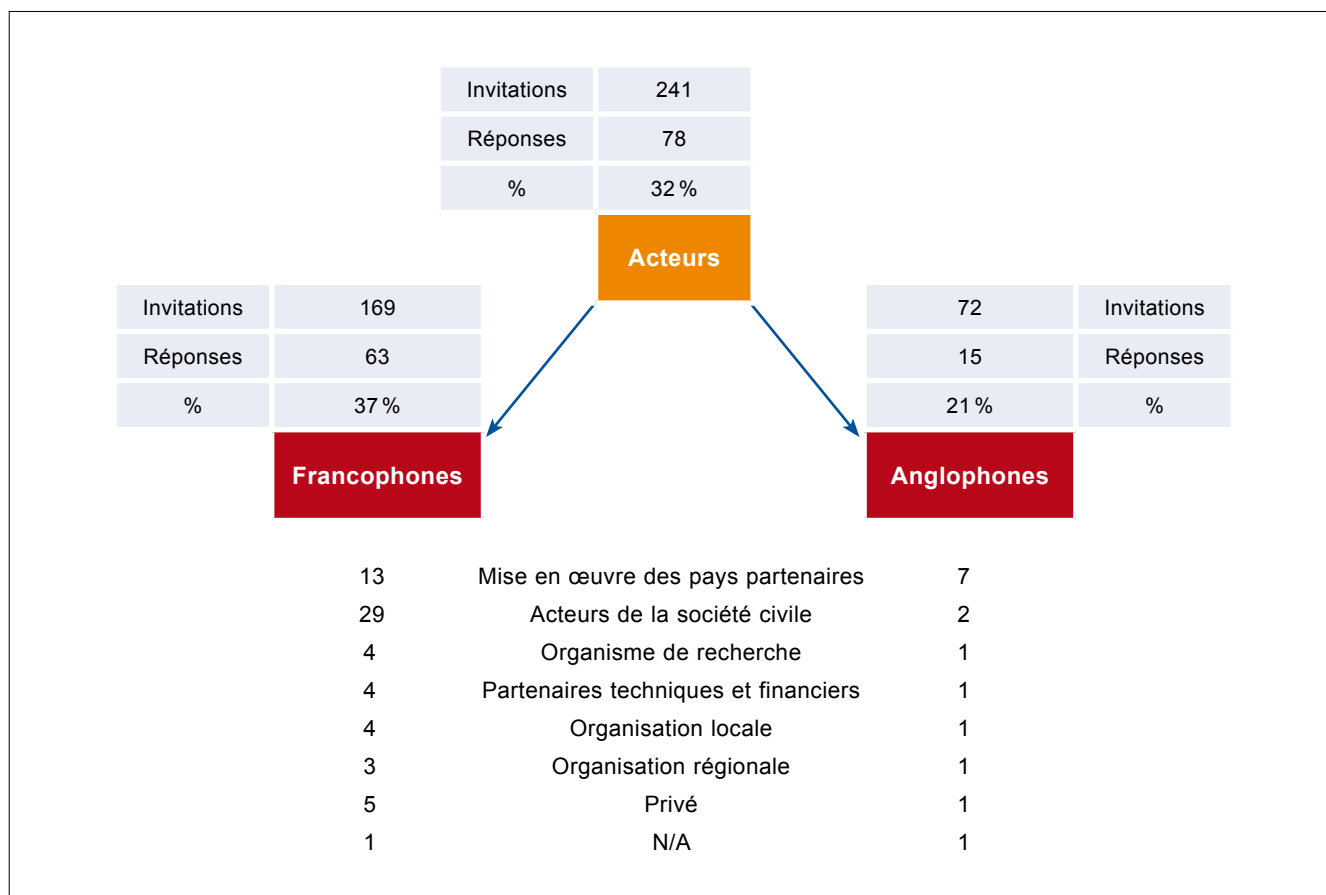 Invitations 241
Réponses 78
% 32 %
Acteurs
Invitations 169
Réponses 63
% 37 %
Francophones
72 Invitations
15 Réponses
21 % %
Anglophones
13 Mise en œuvre des pays partenaires 7
29 Acteurs de la société civile 2
4 Organisme de recherche 1
4 Partenaires techniques et financiers 1
4 Organisation locale 1
3 Organisation régionale 1
5 Privé 1
1 N/A 1